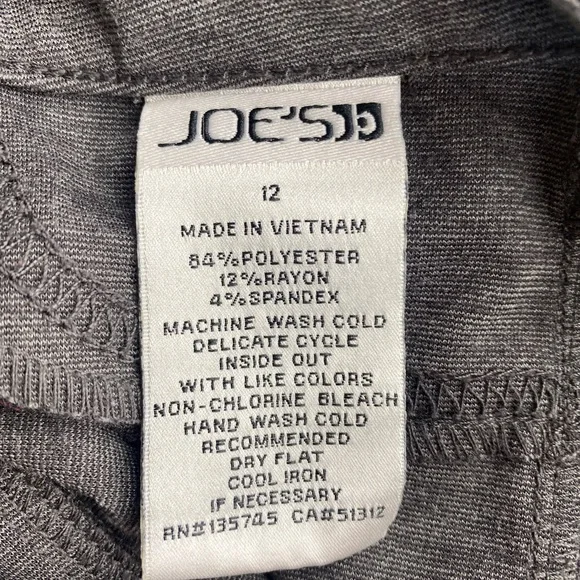 JOE'S
12
MADE IN VIETNAM
84%POLYESTER
12%RAYON
4%SPANDEX
MACHINE WASH COLD
DELICATE CYCLE
INSIDE OUT
WITH LIKE COLORS
NON-CHLORINE BLEACH
HAND WASH COLD
RECOMMENDED
DRY FLAT
COOL IRON
IF NECESSARY
RN#135745 CA#51312